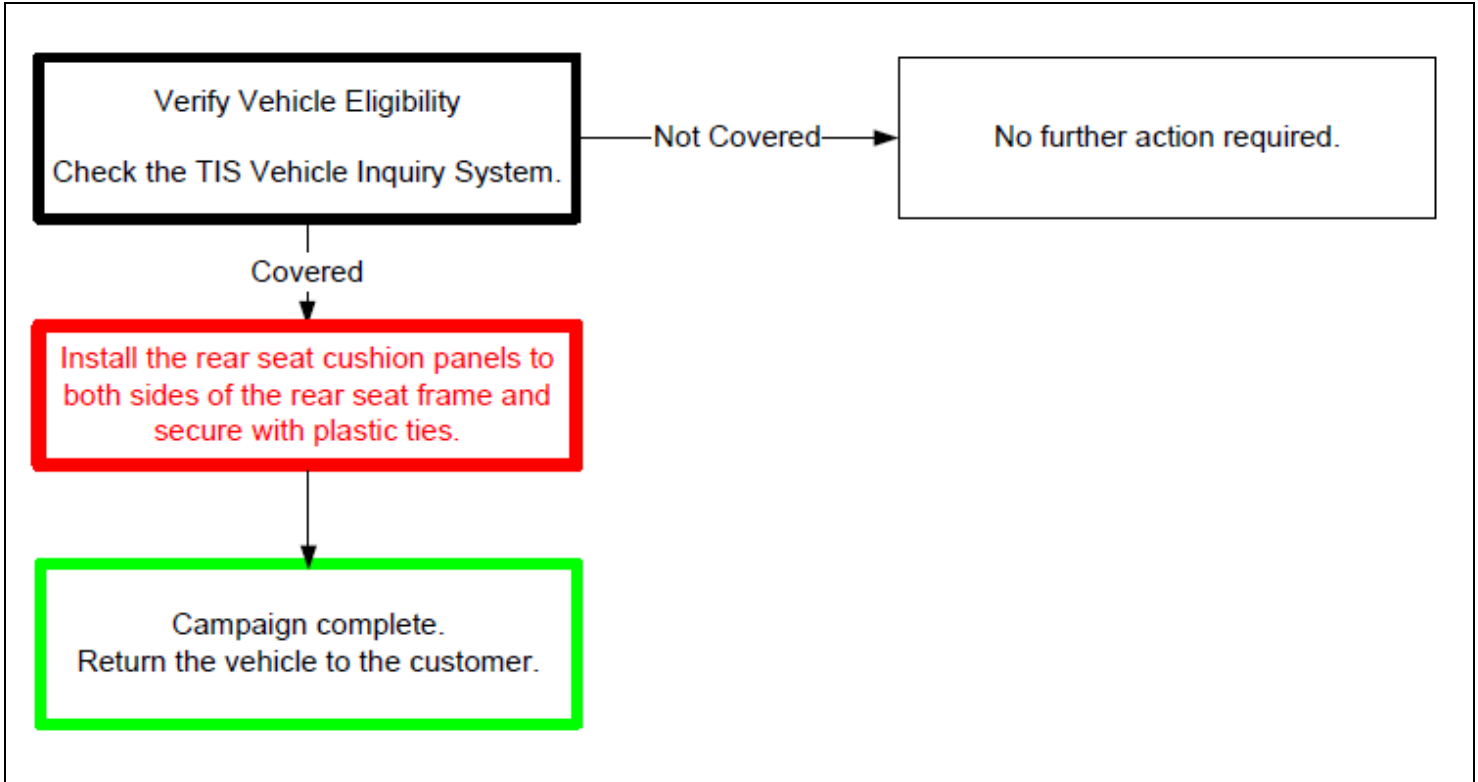 Verify Vehicle Eligibility
Check the TIS Vehicle Inquiry System.
Not Covered
No further action required.
Covered
Install the rear seat cushion panels to
both sides of the rear seat frame and
secure with plastic ties.
Campaign complete.
Return the vehicle to the customer.